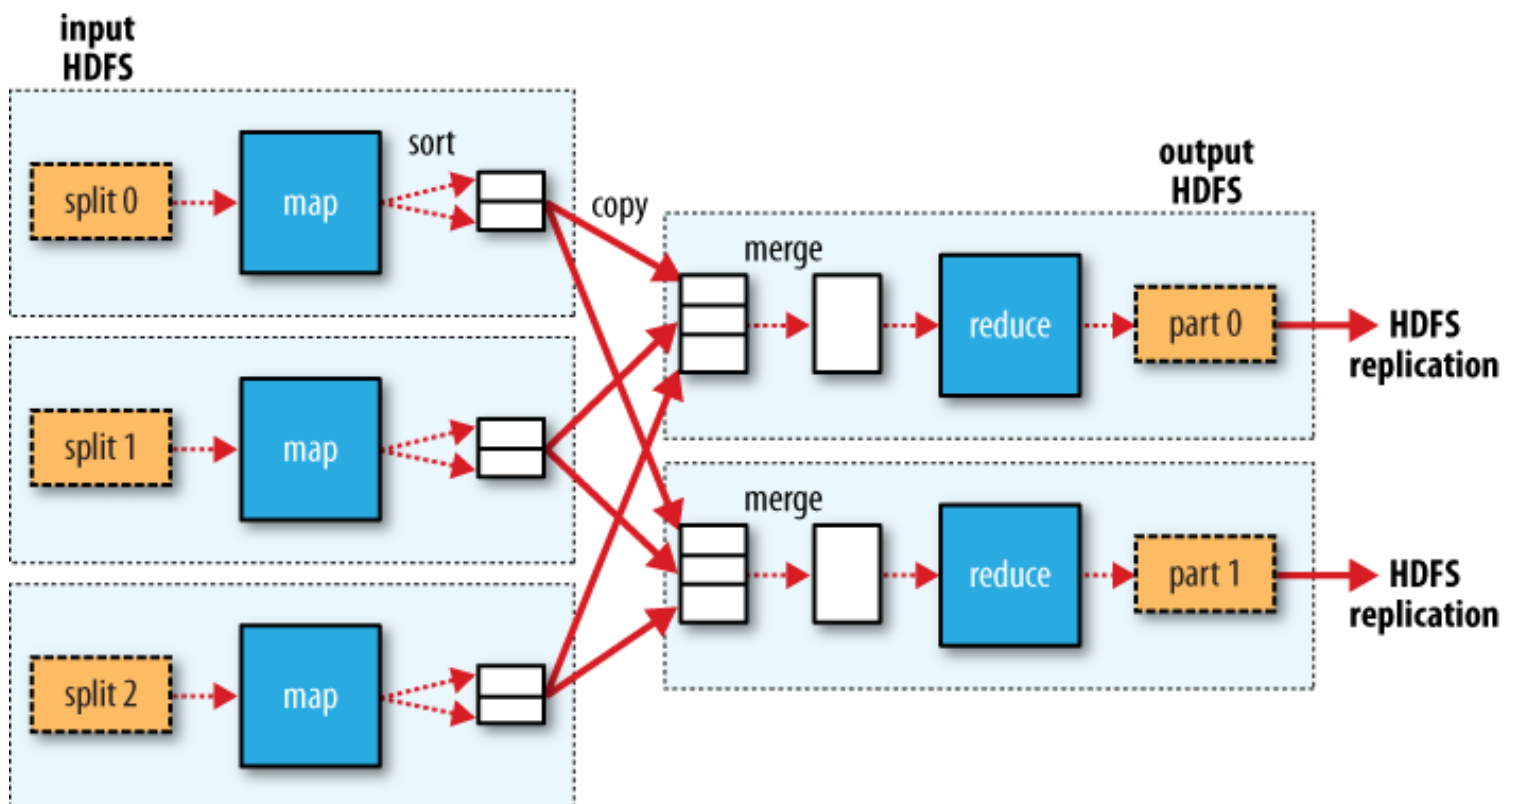 input
HDFS
sort
split 0
map
copy
output
HDFS
merge
reduce
part 0
HDFS
replication
split 1
map
merge
reduce
part 1
HDFS
replication
split 2
map